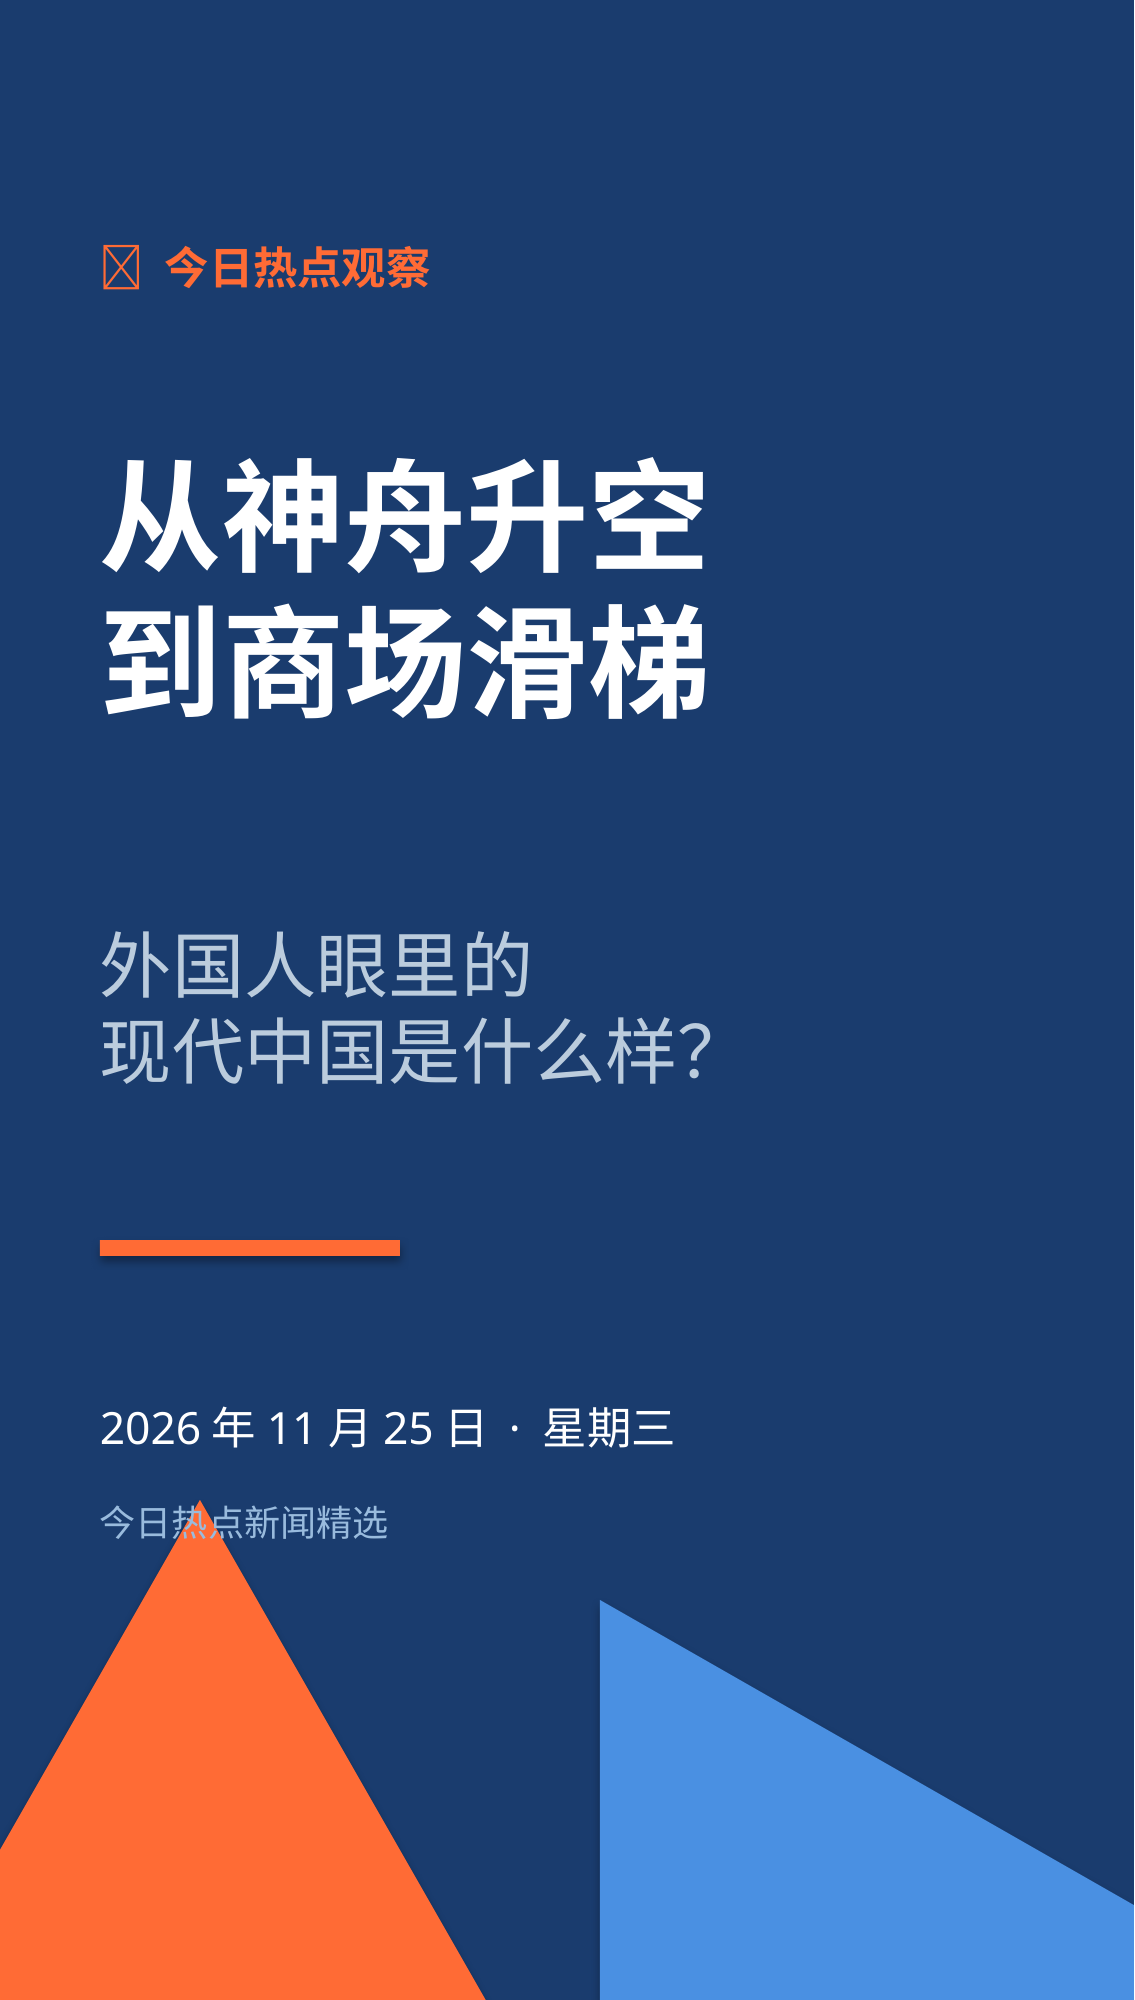 今日热点观察
从神舟升空
到商场滑梯
外国人眼里的
现代中国是什么样？
2026 年 11 月 25 日 · 星期三
今日热点新闻精选